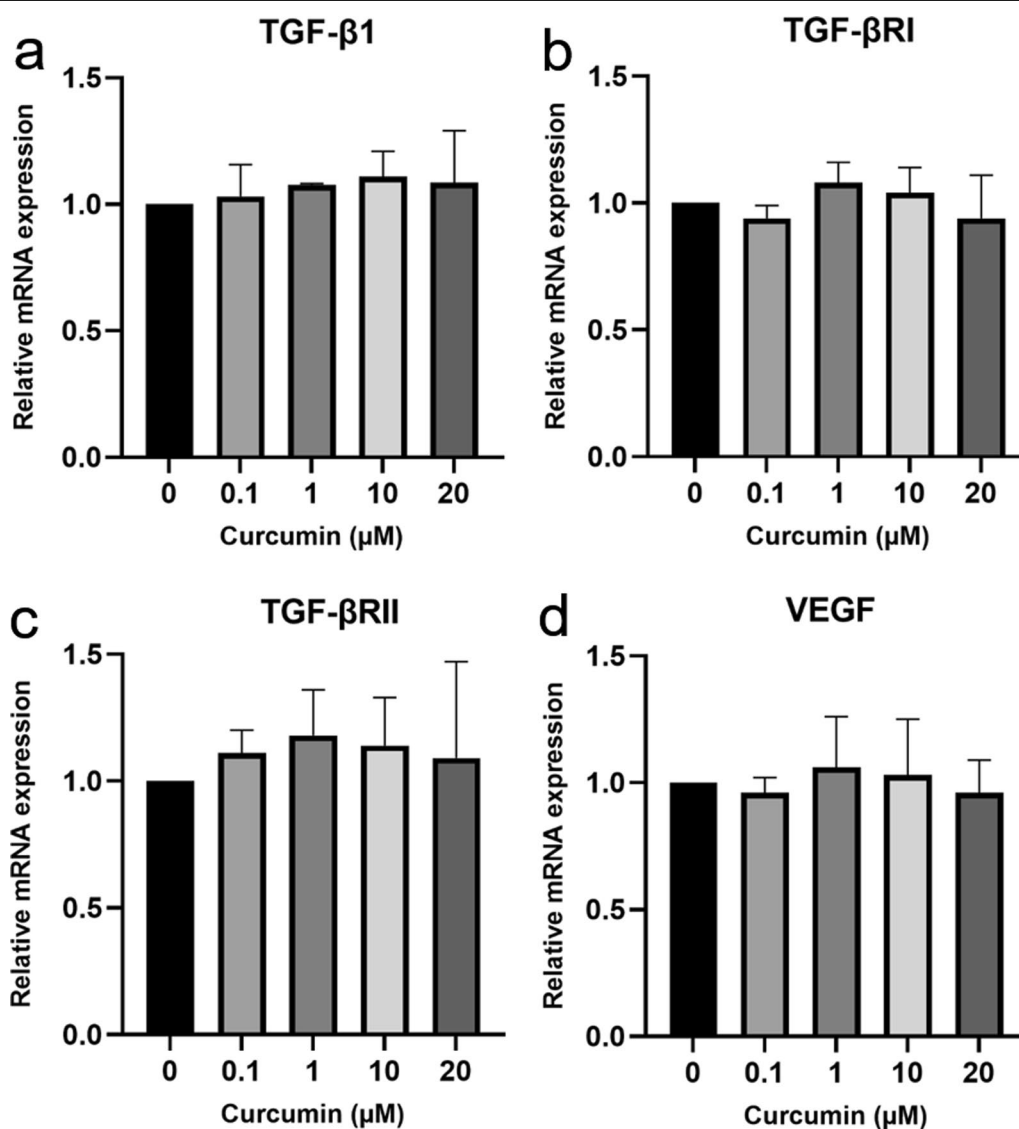 a
TGF-β1
Relative mRNA expression
1.5
1.0
0.5
0.0
0 0.1 1 10 20
Curcumin (μM)
b
TGF-βRI
Relative mRNA expression
1.5
1.0
0.5
0.0
0 0.1 1 10 20
Curcumin (μM)
c
TGF-βRII
Relative mRNA expression
1.5
1.0
0.5
0.0
0 0.1 1 10 20
Curcumin (μM)
d
VEGF
Relative mRNA expression
1.5
1.0
0.5
0.0
0 0.1 1 10 20
Curcumin (μM)